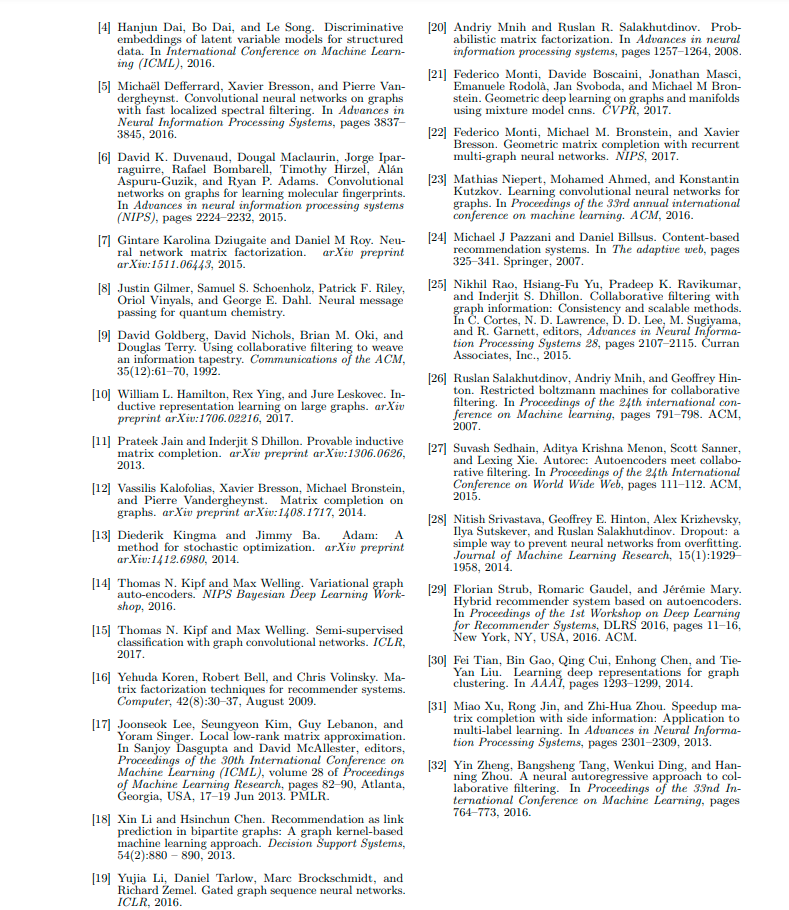 [4] Hanjun Dai, Bo Dai, and Le Song. Discriminative
embeddings of latent variable models for structured
data. In International Conference on Machine Learn-
ing (ICML), 2016.
[5] Michaël Defferrard, Xavier Bresson, and Pierre Van-
dergheynst. Convolutional neural networks on graphs
with fast localized spectral filtering. In Advances in
Neural Information Processing Systems, pages 3837–
3845, 2016.
[6] David K. Duvenaud, Dougal Maclaurin, Jorge Ipar-
raguirre, Rafael Bombarell, Timothy Hirzel, Alán
Aspuru-Guzik, and Ryan P. Adams. Convolutional
networks on graphs for learning molecular fingerprints.
In Advances in neural information processing systems
(NIPS), pages 2224–2232, 2015.
[7] Gintare Karolina Dziugaite and Daniel M Roy. Neu-
ral network matrix factorization. arXiv preprint
arXiv:1511.06443, 2015.
[8] Justin Gilmer, Samuel S. Schoenholz, Patrick F. Riley,
Oriol Vinyals, and George E. Dahl. Neural message
passing for quantum chemistry.
[9] David Goldberg, David Nichols, Brian M. Oki, and
Douglas Terry. Using collaborative filtering to weave
an information tapestry. Communications of the ACM,
35(12):61–70, 1992.
[10] William L. Hamilton, Rex Ying, and Jure Leskovec. In-
ductive representation learning on large graphs. arXiv
preprint arXiv:1706.02216, 2017.
[11] Prateek Jain and Inderjit S Dhillon. Provable inductive
matrix completion. arXiv preprint arXiv:1306.0626,
2013.
[12] Vassilis Kalofolias, Xavier Bresson, Michael Bronstein,
and Pierre Vandergheynst. Matrix completion on
graphs. arXiv preprint arXiv:1408.1717, 2014.
[13] Diederik Kingma and Jimmy Ba. Adam: A
method for stochastic optimization. arXiv preprint
arXiv:1412.6980, 2014.
[14] Thomas N. Kipf and Max Welling. Variational graph
auto-encoders. NIPS Bayesian Deep Learning Work-
shop, 2016.
[15] Thomas N. Kipf and Max Welling. Semi-supervised
classification with graph convolutional networks. ICLR,
2017.
[16] Yehuda Koren, Robert Bell, and Chris Volinsky. Ma-
trix factorization techniques for recommender systems.
Computer, 42(8):30–37, August 2009.
[17] Joonseok Lee, Seungyeon Kim, Guy Lebanon, and
Yoram Singer. Local low-rank matrix approximation.
In Sanjoy Dasgupta and David McAllester, editors,
Proceedings of the 30th International Conference on
Machine Learning (ICML), volume 28 of Proceedings
of Machine Learning Research, pages 82–90, Atlanta,
Georgia, USA, 17–19 Jun 2013. PMLR.
[18] Xin Li and Hsinchun Chen. Recommendation as link
prediction in bipartite graphs: A graph kernel-based
machine learning approach. Decision Support Systems,
54(2):880 – 890, 2013.
[19] Yujia Li, Daniel Tarlow, Marc Brockschmidt, and
Richard Zemel. Gated graph sequence neural networks.
ICLR, 2016.
[20] Andriy Mnih and Ruslan R. Salakhutdinov. Prob-
abilistic matrix factorization. In Advances in neural
information processing systems, pages 1257–1264, 2008.
[21] Federico Monti, Davide Boscaini, Jonathan Masci,
Emanuele Rodolà, Jan Svoboda, and Michael M Bron-
stein. Geometric deep learning on graphs and manifolds
using mixture model cnns. CVPR, 2017.
[22] Federico Monti, Michael M. Bronstein, and Xavier
Bresson. Geometric matrix completion with recurrent
multi-graph neural networks. NIPS, 2017.
[23] Mathias Niepert, Mohamed Ahmed, and Konstantin
Kutzkov. Learning convolutional neural networks for
graphs. In Proceedings of the 33rd annual international
conference on machine learning. ACM, 2016.
[24] Michael J Pazzani and Daniel Billsus. Content-based
recommendation systems. In The adaptive web, pages
325–341. Springer, 2007.
[25] Nikhil Rao, Hsiang-Fu Yu, Pradeep K. Ravikumar,
and Inderjit S. Dhillon. Collaborative filtering with
graph information: Consistency and scalable methods.
In C. Cortes, N. D. Lawrence, D. D. Lee, M. Sugiyama,
and R. Garnett, editors, Advances in Neural Informa-
tion Processing Systems 28, pages 2107–2115. Curran
Associates, Inc., 2015.
[26] Ruslan Salakhutdinov, Andriy Mnih, and Geoffrey Hin-
ton. Restricted boltzmann machines for collaborative
filtering. In Proceedings of the 24th international con-
ference on Machine learning, pages 791–798. ACM,
2007.
[27] Suvash Sedhain, Aditya Krishna Menon, Scott Sanner,
and Lexing Xie. Autorec: Autoencoders meet collabo-
rative filtering. In Proceedings of the 24th International
Conference on World Wide Web, pages 111–112. ACM,
2015.
[28] Nitish Srivastava, Geoffrey E. Hinton, Alex Krizhevsky,
Ilya Sutskever, and Ruslan Salakhutdinov. Dropout: a
simple way to prevent neural networks from overfitting.
Journal of Machine Learning Research, 15(1):1929–
1958, 2014.
[29] Florian Strub, Romaric Gaudel, and Jérémie Mary.
Hybrid recommender system based on autoencoders.
In Proceedings of the 1st Workshop on Deep Learning
for Recommender Systems, DLRS 2016, pages 11–16,
New York, NY, USA, 2016. ACM.
[30] Fei Tian, Bin Gao, Qing Cui, Enhong Chen, and Tie-
Yan Liu. Learning deep representations for graph
clustering. In AAAI, pages 1293–1299, 2014.
[31] Miao Xu, Rong Jin, and Zhi-Hua Zhou. Speedup ma-
trix completion with side information: Application to
multi-label learning. In Advances in Neural Informa-
tion Processing Systems, pages 2301–2309, 2013.
[32] Yin Zheng, Bangsheng Tang, Wenkui Ding, and Han-
ning Zhou. A neural autoregressive approach to col-
laborative filtering. In Proceedings of the 33nd In-
ternational Conference on Machine Learning, pages
764–773, 2016.